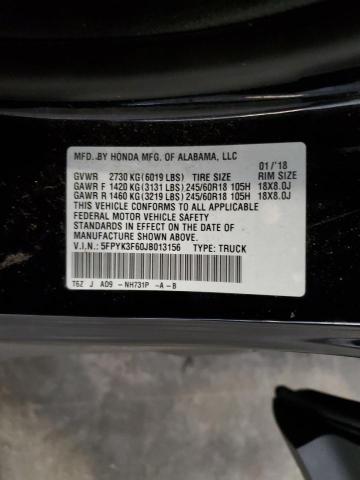 MFD. BY HONDA MFG. OF ALABAMA, LLC 01/'18
GVWR 2730 KG(6019 LBS) TIRE SIZE RIM SIZE
GAWR F 1420 KG(3131 LBS) 245/60R18 105H 18X8.0J
GAWR R 1460 KG(3219 LBS) 245/60R18 105H 18X8.0J
THIS VEHICLE CONFORMS TO ALL APPLICABLE
FEDERAL MOTOR VEHICLE SAFETY
STANDARDS IN EFFECT ON THE DATE OF
MANUFACTURE SHOWN ABOVE.
V.I.N.: 5FPYK3F60JB013156 TYPE: TRUCK
T6Z J AD9 - NH731P -A-B